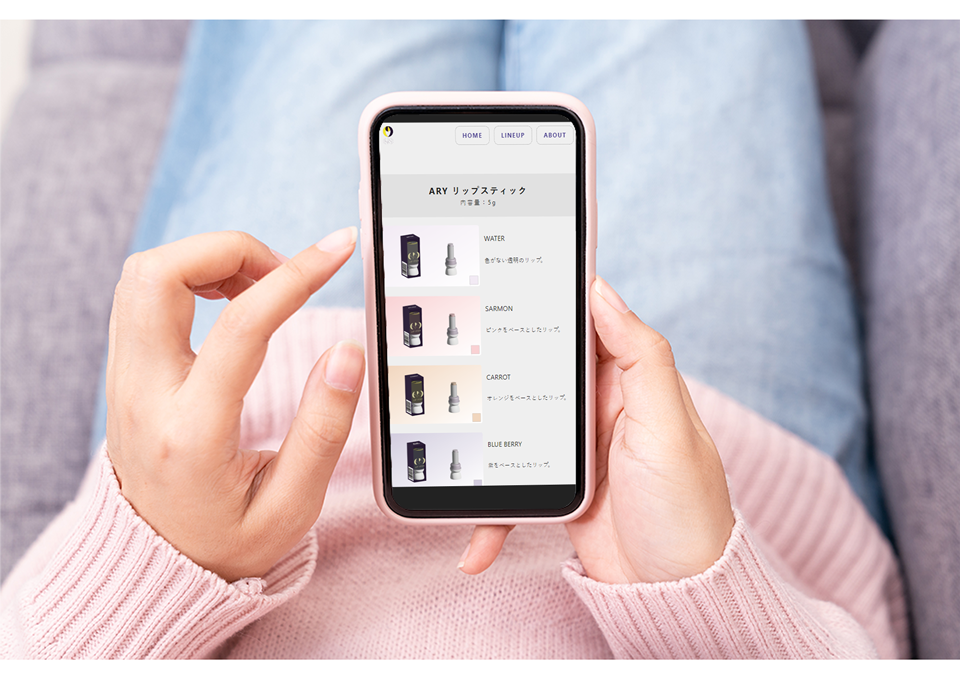 HOME LINEUP ABOUT
ARY リップスティック
内容量：5g
WATER
色がない透明のリップ。
SARMON
ピンクをベースとしたリップ。
CARROT
オレンジをベースとしたリップ。
BLUE BERRY
をベースとしたリップ。